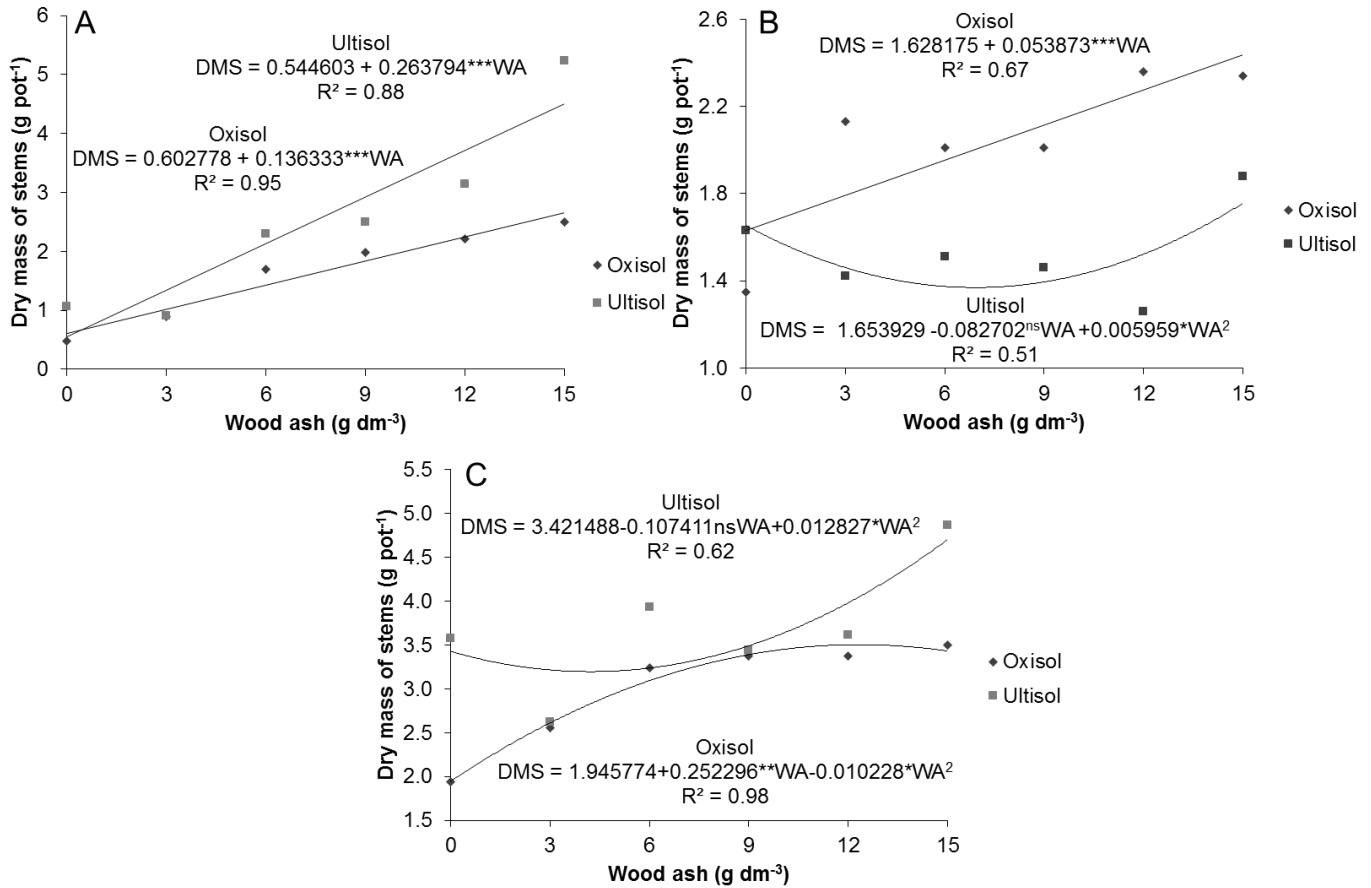 A
Dry mass of stems (g pot⁻¹)
6
5
4
3
2
1
0
Ultisol
DMS = 0.544603 + 0.263794***WA
R² = 0.88
Oxisol
DMS = 0.602778 + 0.136333***WA
R² = 0.95
0 3 6 9 12 15
Wood ash (g dm⁻³)
Oxisol
Ultisol
B
Dry mass of stems (g pot⁻¹)
2.6
2.2
1.8
1.4
1.0
Oxisol
DMS = 1.628175 + 0.053873***WA
R² = 0.67
Ultisol
DMS = 1.653929 -0.082702ⁿˢWA +0.005959*WA²
R² = 0.51
0 3 6 9 12 15
Wood ash (g dm⁻³)
Oxisol
Ultisol
C
Dry mass of stems (g pot⁻¹)
5.5
5.0
4.5
4.0
3.5
3.0
2.5
2.0
1.5
Ultisol
DMS = 3.421488-0.107411nsWA+0.012827*WA²
R² = 0.62
Oxisol
DMS = 1.945774+0.252296**WA-0.010228*WA²
R² = 0.98
0 3 6 9 12 15
Wood ash (g dm⁻³)
Oxisol
Ultisol